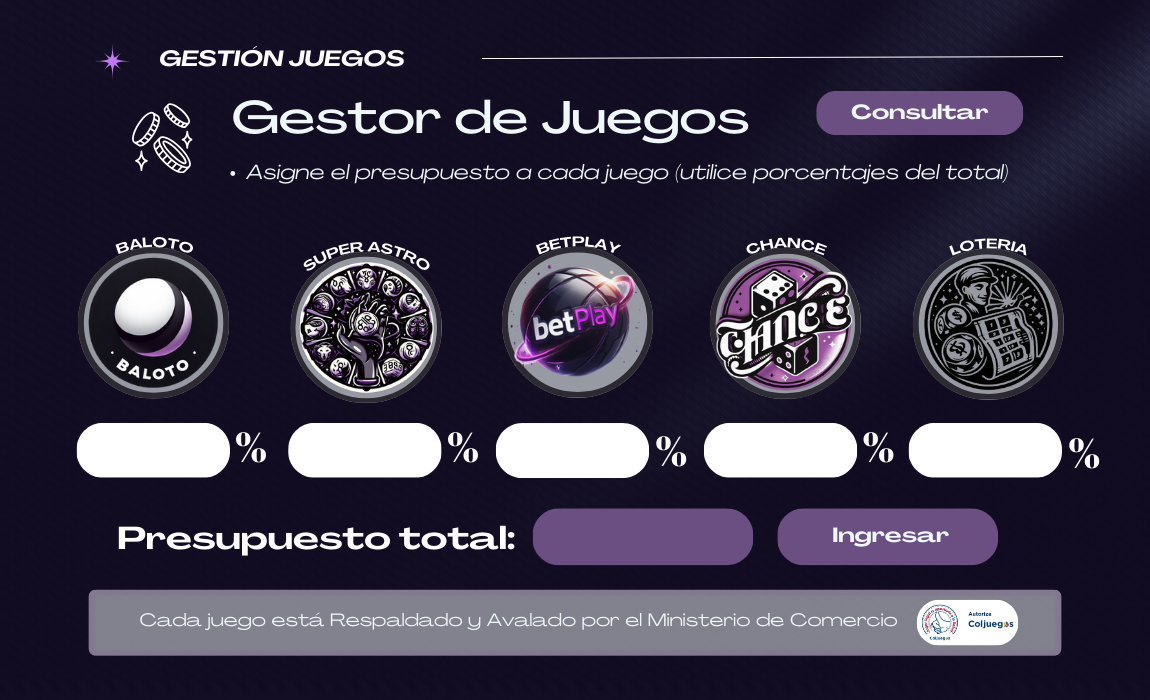 GESTIÓN JUEGOS
Gestor de Juegos
Consultar
• Asigne el presupuesto a cada juego (utilice porcentajes del total)
BALOTO
SUPER ASTRO
BETPLAY
CHANCE
LOTERIA
BALOTO
betPlay
CHANCE
% % % % %
Presupuesto total:
Ingresar
Cada juego está Respaldado y Avalado por el Ministerio de Comercio
Autoriza
Coljuegos
Coljuegos